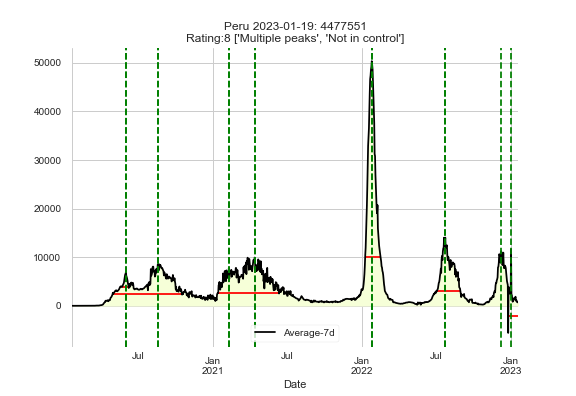 Peru 2023-01-19: 4477551
Rating:8 ['Multiple peaks', 'Not in control']
50000
40000
30000
20000
10000
0
Average-7d
Jul
Jan
2021
Jul
Jan
2022
Jul
Jan
2023
Date